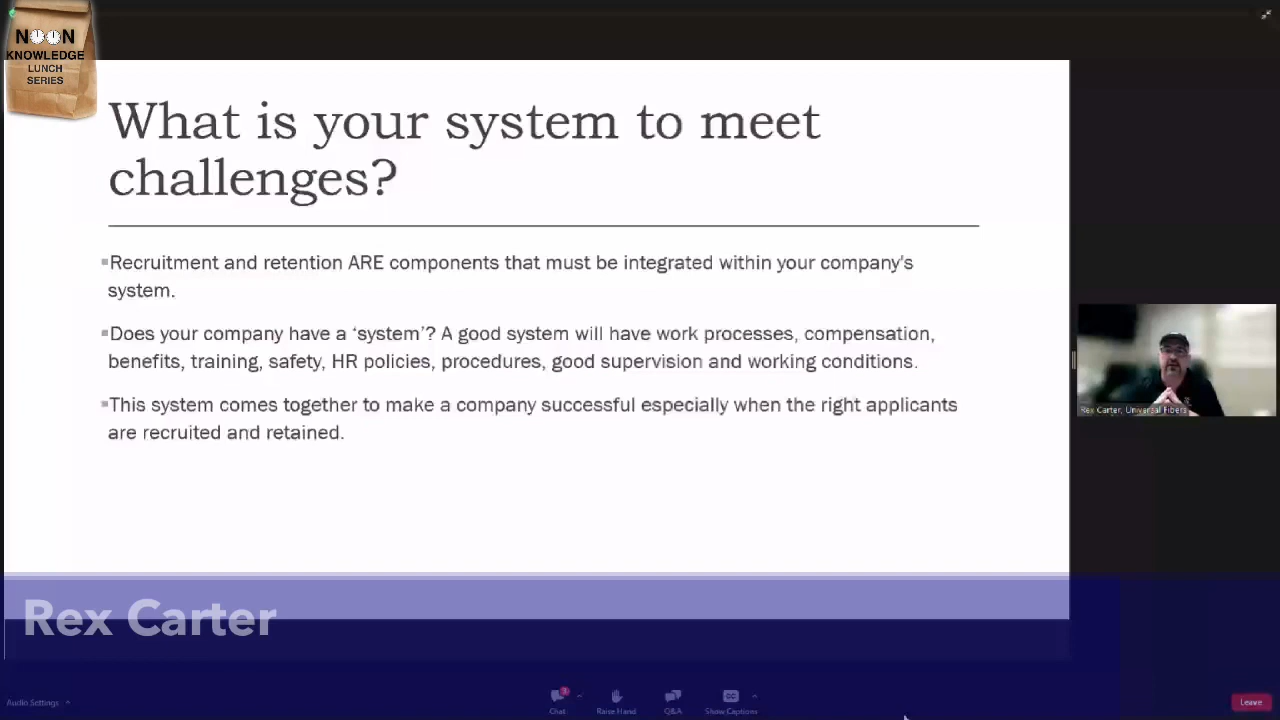 NOON
KNOWLEDGE
LUNCH
SERIES
What is your system to meet
challenges?
Recruitment and retention ARE components that must be integrated within your company's
system.
Does your company have a ‘system’? A good system will have work processes, compensation,
benefits, training, safety, HR policies, procedures, good supervision and working conditions.
This system comes together to make a company successful especially when the right applicants
are recruited and retained.
Rex Carter, Universal Fibers
Rex Carter
Audio Settings
Chat
Raise Hand
Q&A
Show Captions
Leave